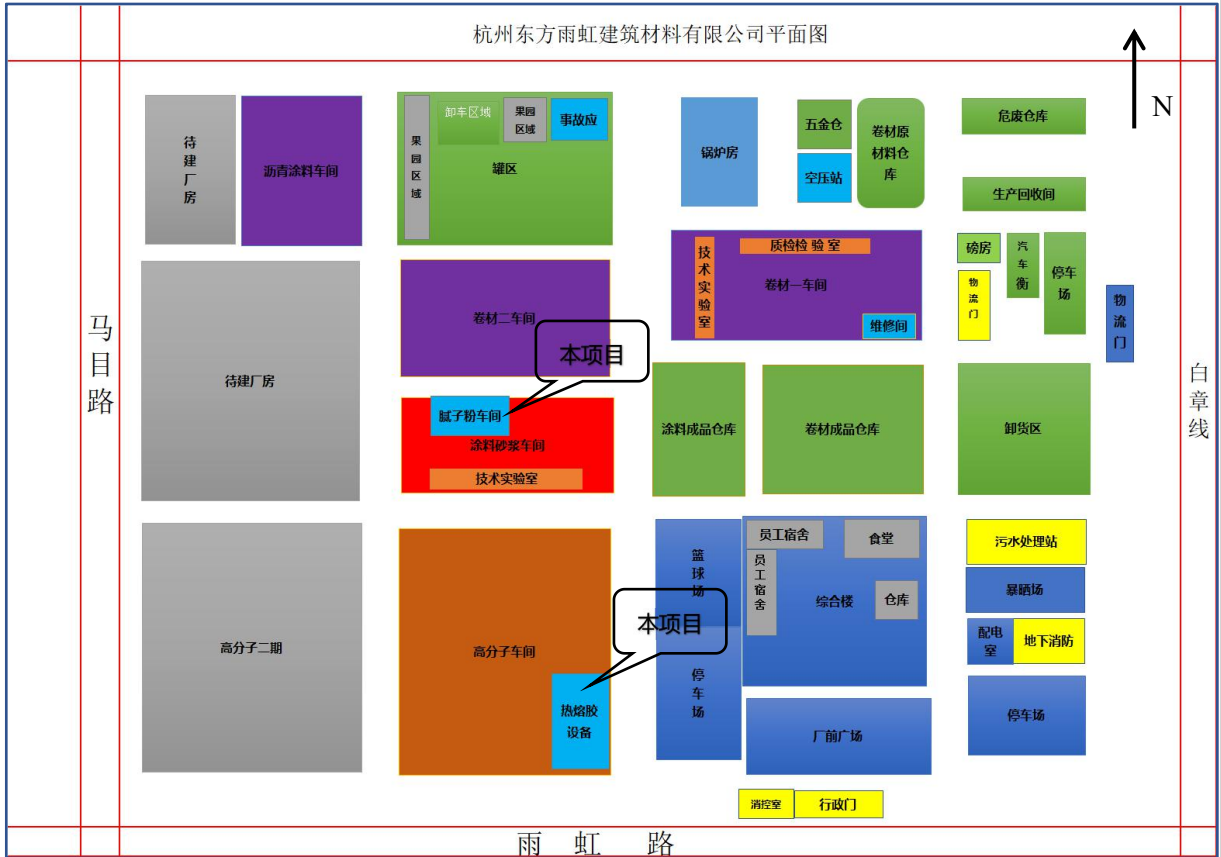 杭州东方雨虹建筑材料有限公司平面图
N
待建厂房
沥青涂料车间
果园区域
卸车区域
果园
区域
事故应
罐区
锅炉房
五金仓
空压站
卷材原
材料仓
库
危废仓库
生产回收间
磅房
汽车衡
停车
场
物流门
物流门
技术实验室
质检检 验 室
卷材一车间
维修间
卷材二车间
本项目
待建厂房
腻子粉车间
涂料砂浆车间
技术实验室
涂料成品仓库
卷材成品仓库
卸货区
马目路
白章线
高分子二期
高分子车间
热熔胶
设备
本项目
篮球场
停车场
员工宿舍
员工宿舍
食堂
综合楼
仓库
厂前广场
污水处理站
暴晒场
配电
室
地下消防
停车场
消控室
行政门
雨 虹 路